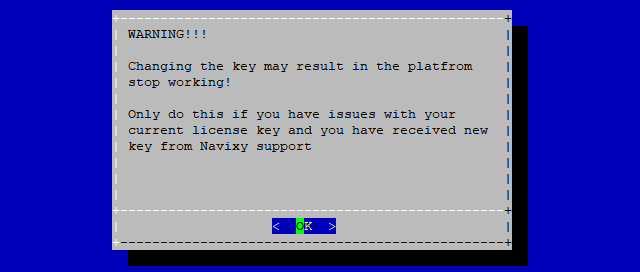 WARNING!!!
Changing the key may result in the platfrom
stop working!
Only do this if you have issues with your
current license key and you have received new
key from Navixy support
< OK >